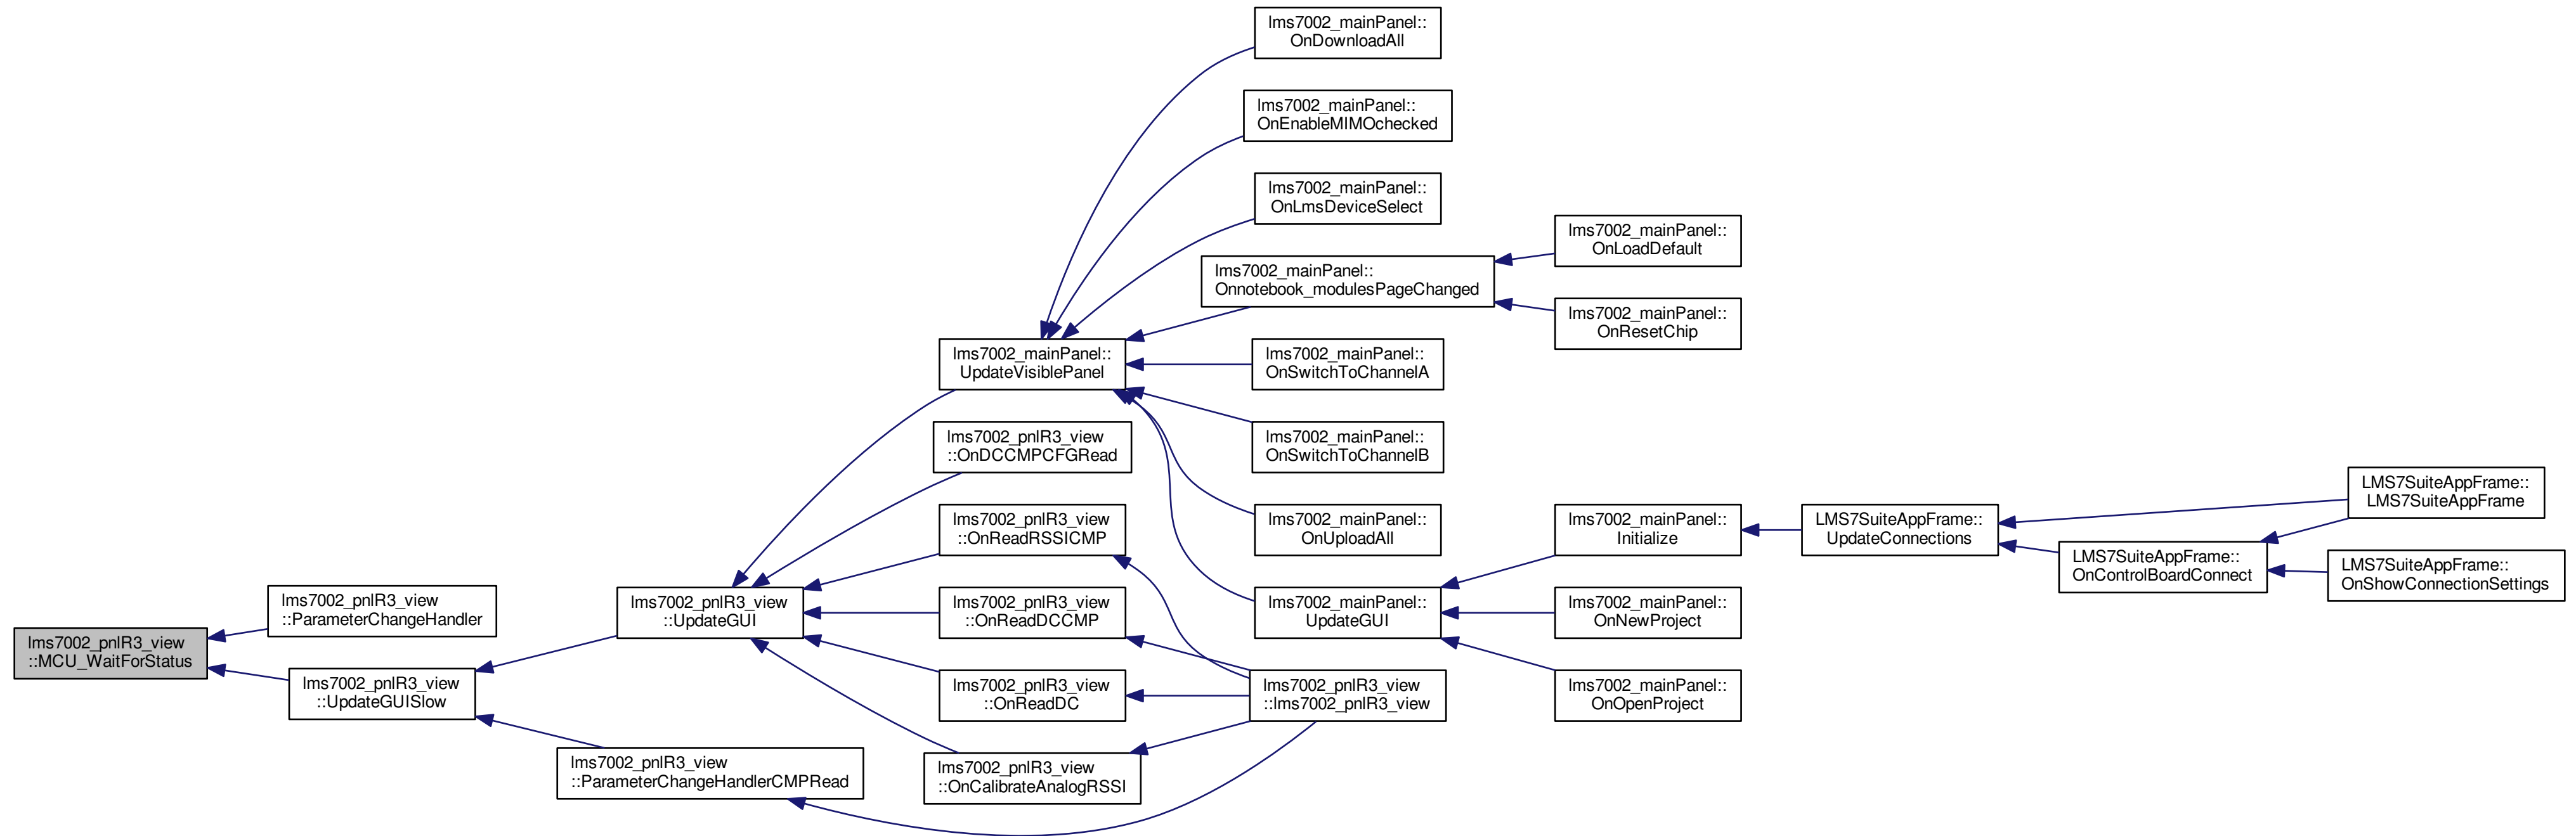 lms7002_mainPanel::
OnDownloadAll
lms7002_mainPanel::
OnEnableMIMOchecked
lms7002_mainPanel::
OnLmsDeviceSelect
lms7002_mainPanel::
OnLoadDefault
lms7002_mainPanel::
Onnotebook_modulesPageChanged
lms7002_mainPanel::
OnResetChip
lms7002_mainPanel::
UpdateVisiblePanel
lms7002_mainPanel::
OnSwitchToChannelA
lms7002_pnlR3_view
::OnDCCMPCFGRead
lms7002_mainPanel::
OnSwitchToChannelB
LMS7SuiteAppFrame::
LMS7SuiteAppFrame
lms7002_pnlR3_view
::OnReadRSSICMP
lms7002_mainPanel::
OnUploadAll
lms7002_mainPanel::
Initialize
LMS7SuiteAppFrame::
UpdateConnections
LMS7SuiteAppFrame::
OnControlBoardConnect
LMS7SuiteAppFrame::
OnShowConnectionSettings
lms7002_pnlR3_view
::ParameterChangeHandler
lms7002_pnlR3_view
::UpdateGUI
lms7002_pnlR3_view
::OnReadDCCMP
lms7002_mainPanel::
UpdateGUI
lms7002_mainPanel::
OnNewProject
lms7002_pnlR3_view
::MCU_WaitForStatus
lms7002_pnlR3_view
::UpdateGUISlow
lms7002_pnlR3_view
::OnReadDC
lms7002_pnlR3_view
::lms7002_pnlR3_view
lms7002_mainPanel::
OnOpenProject
lms7002_pnlR3_view
::ParameterChangeHandlerCMPRead
lms7002_pnlR3_view
::OnCalibrateAnalogRSSI